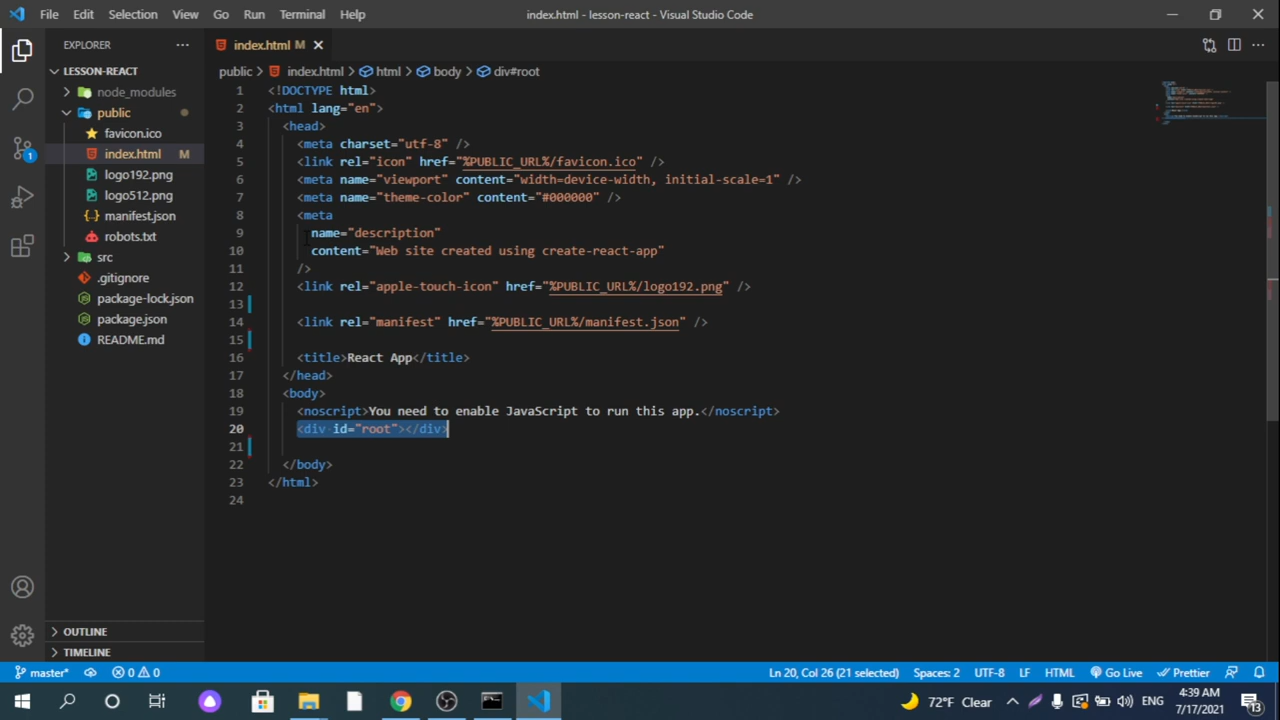 File Edit Selection View Go Run Terminal Help index.html - lesson-react - Visual Studio Code
EXPLORER
LESSON-REACT
node_modules
public
favicon.ico
index.html M
logo192.png
logo512.png
manifest.json
robots.txt
src
.gitignore
package-lock.json
package.json
README.md
OUTLINE
TIMELINE
1
index.html M
public > index.html > html > body > div#root
1 <!DOCTYPE html>
2 <html lang="en">
3 <head>
4 <meta charset="utf-8" />
5 <link rel="icon" href="%PUBLIC_URL%/favicon.ico" />
6 <meta name="viewport" content="width=device-width, initial-scale=1" />
7 <meta name="theme-color" content="#000000" />
8 <meta
9 name="description"
10 content="Web site created using create-react-app"
11 />
12 <link rel="apple-touch-icon" href="%PUBLIC_URL%/logo192.png" />
13
14 <link rel="manifest" href="%PUBLIC_URL%/manifest.json" />
15
16 <title>React App</title>
17 </head>
18 <body>
19 <noscript>You need to enable JavaScript to run this app.</noscript>
20 <div id="root"></div>
21
22 </body>
23 </html>
24
master* 0 0 Ln 20, Col 26 (21 selected) Spaces: 2 UTF-8 LF HTML Go Live Prettier
72°F Clear ENG 4:39 AM
7/17/2021 13